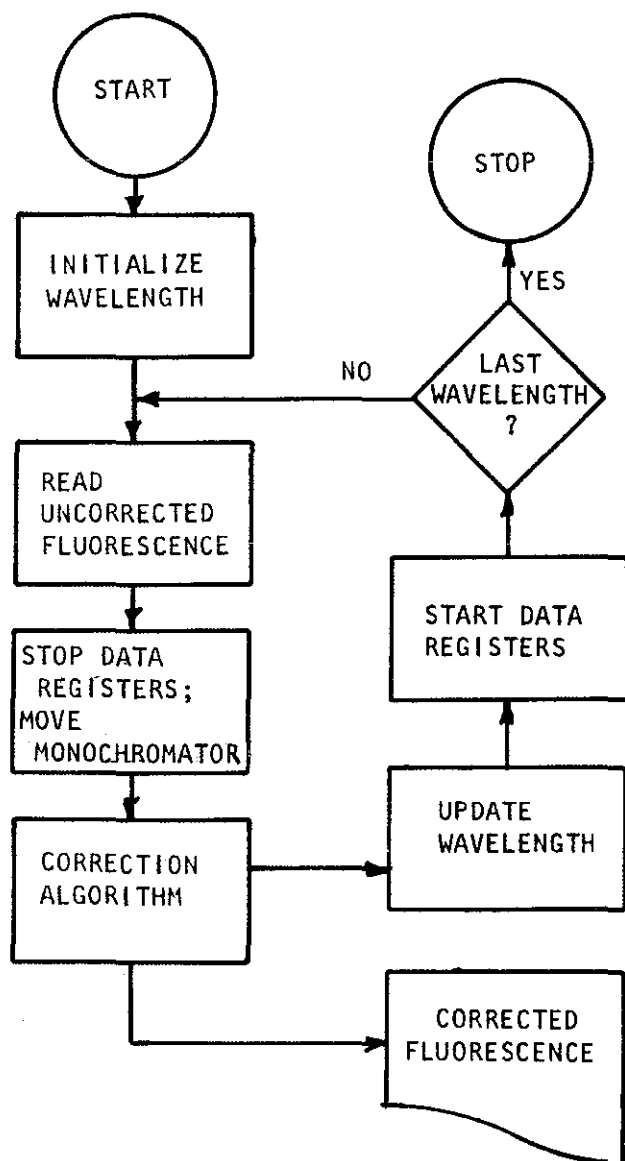 START
INITIALIZE
WAVELENGTH
READ
UNCORRECTED
FLUORESCENCE
STOP DATA
REGISTERS;
MOVE
MONOCHROMATOR
CORRECTION
ALGORITHM
UPDATE
WAVELENGTH
START DATA
REGISTERS
LAST
WAVELENGTH
?
NO
YES
STOP
CORRECTED
FLUORESCENCE